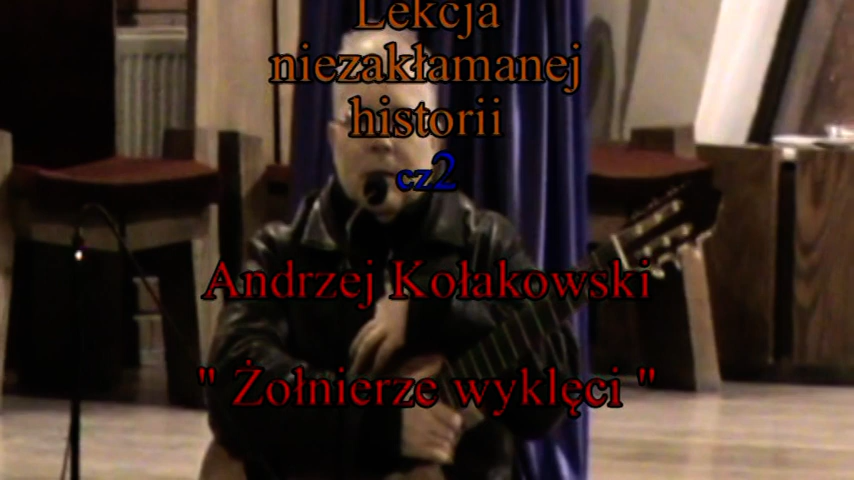 Lekcja
niezakłamanej
historii
cz2
Andrzej Kołakowski
" Żołnierze wyklęci "